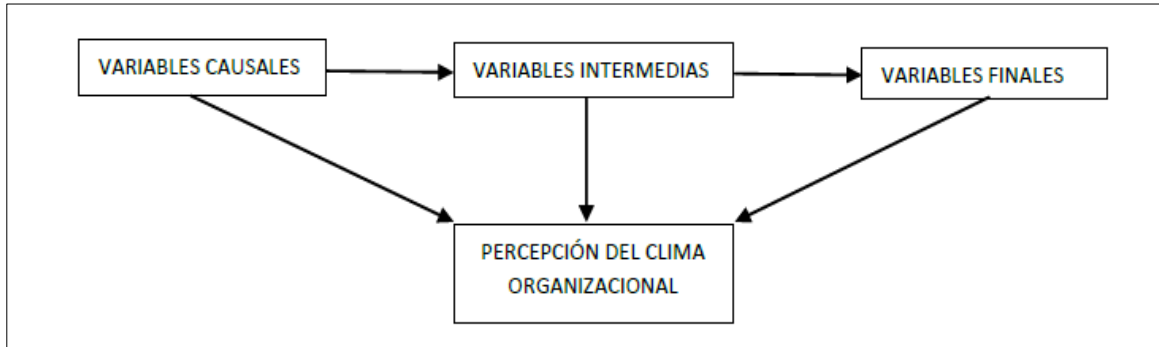 VARIABLES CAUSALES
VARIABLES INTERMEDIAS
VARIABLES FINALES
PERCEPCIÓN DEL CLIMA
ORGANIZACIONAL